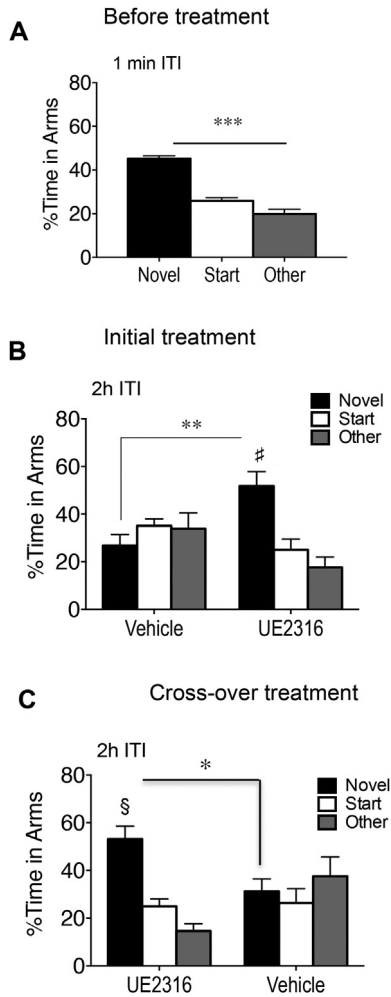 Before treatment
A
1 min ITI
80
60
40
20
0
%Time in Arms
***
Novel Start Other
Initial treatment
B
2h ITI
Novel
Start
Other
80
60
40
20
0
%Time in Arms
**
♯
Vehicle UE2316
Cross-over treatment
C
2h ITI
Novel
Start
Other
80
60
40
20
0
%Time in Arms
*
§
UE2316 Vehicle